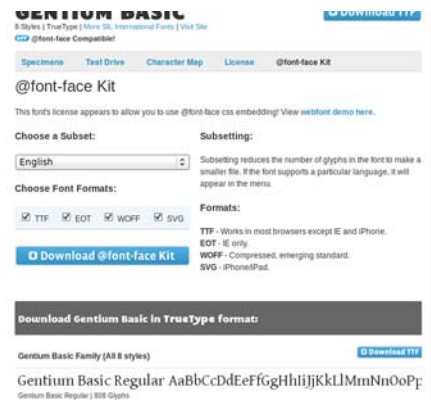 GENTIUM BASIC
Download TTF
8 Styles | TrueType | More SIL International Fonts | Visit Site
@font-face Compatible!
Specimens Test Drive Character Map License @font-face Kit
@font-face Kit
This font's license appears to allow you to use @font-face css embedding! View webfont demo here.
Choose a Subset:
English
Choose Font Formats:
TTF EOT WOFF SVG
Download @font-face Kit
Subsetting:
Subsetting reduces the number of glyphs in the font to make a
smaller file. If the font supports a particular language, it will
appear in the menu.
Formats:
TTF - Works in most browsers except IE and iPhone.
EOT - IE only.
WOFF - Compressed, emerging standard.
SVG - iPhone/iPad.
Download Gentium Basic in TrueType format:
Gentium Basic Family (All 8 styles)
Download TTF
Gentium Basic Regular AaBbCcDdEeFfGgHhIiJjKkLlMmNnOoPp
Gentium Basic Regular | 808 Glyphs